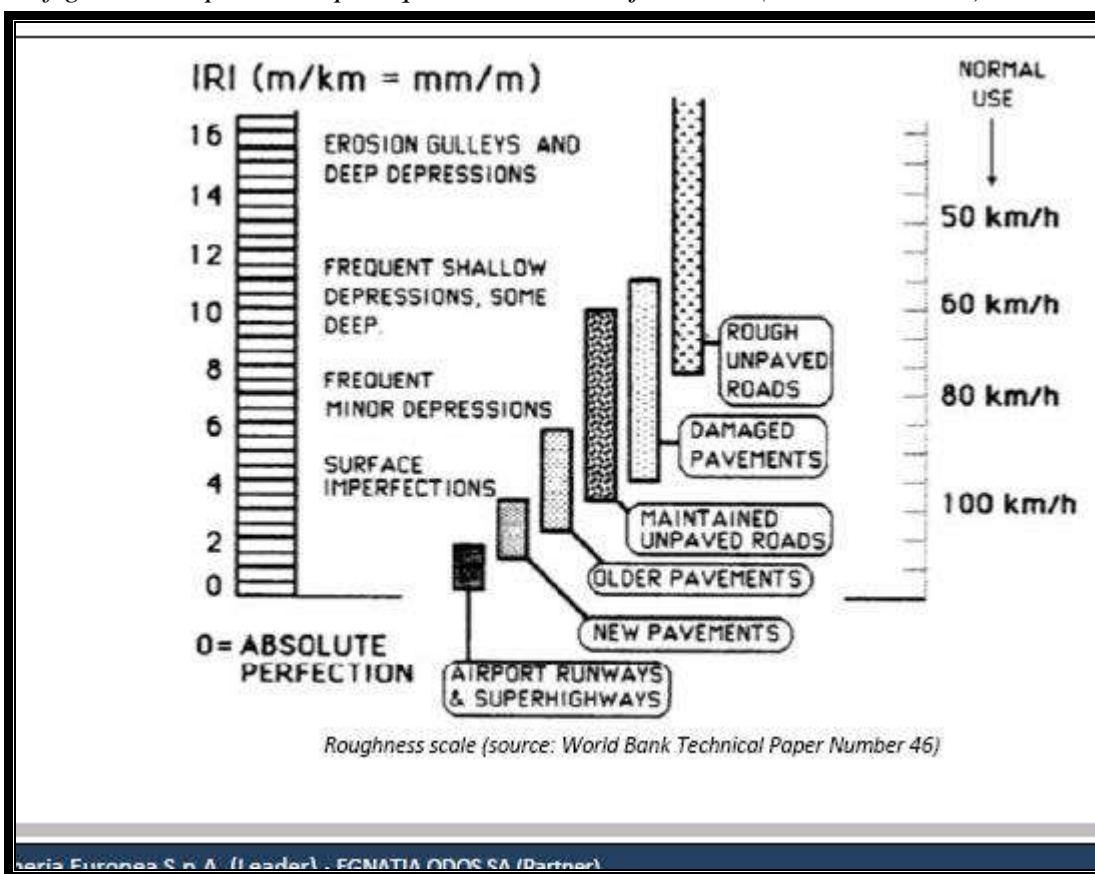 IRI (m/km = mm/m)
NORMAL
USE
16
14
12
10
8
6
4
2
0
EROSION GULLEYS AND
DEEP DEPRESSIONS
FREQUENT SHALLOW
DEPRESSIONS, SOME
DEEP.
FREQUENT
MINOR DEPRESSIONS
SURFACE
IMPERFECTIONS
50 km/h
60 km/h
80 km/h
100 km/h
ROUGH
UNPAVED
ROADS
DAMAGED
PAVEMENTS
MAINTAINED
UNPAVED ROADS
OLDER PAVEMENTS
NEW PAVEMENTS
AIRPORT RUNWAYS
& SUPERHIGHWAYS
0= ABSOLUTE
PERFECTION
Roughness scale (source: World Bank Technical Paper Number 46)
Europea S.p.A. (Leader) - EGNATIA ODOS SA (Partner)